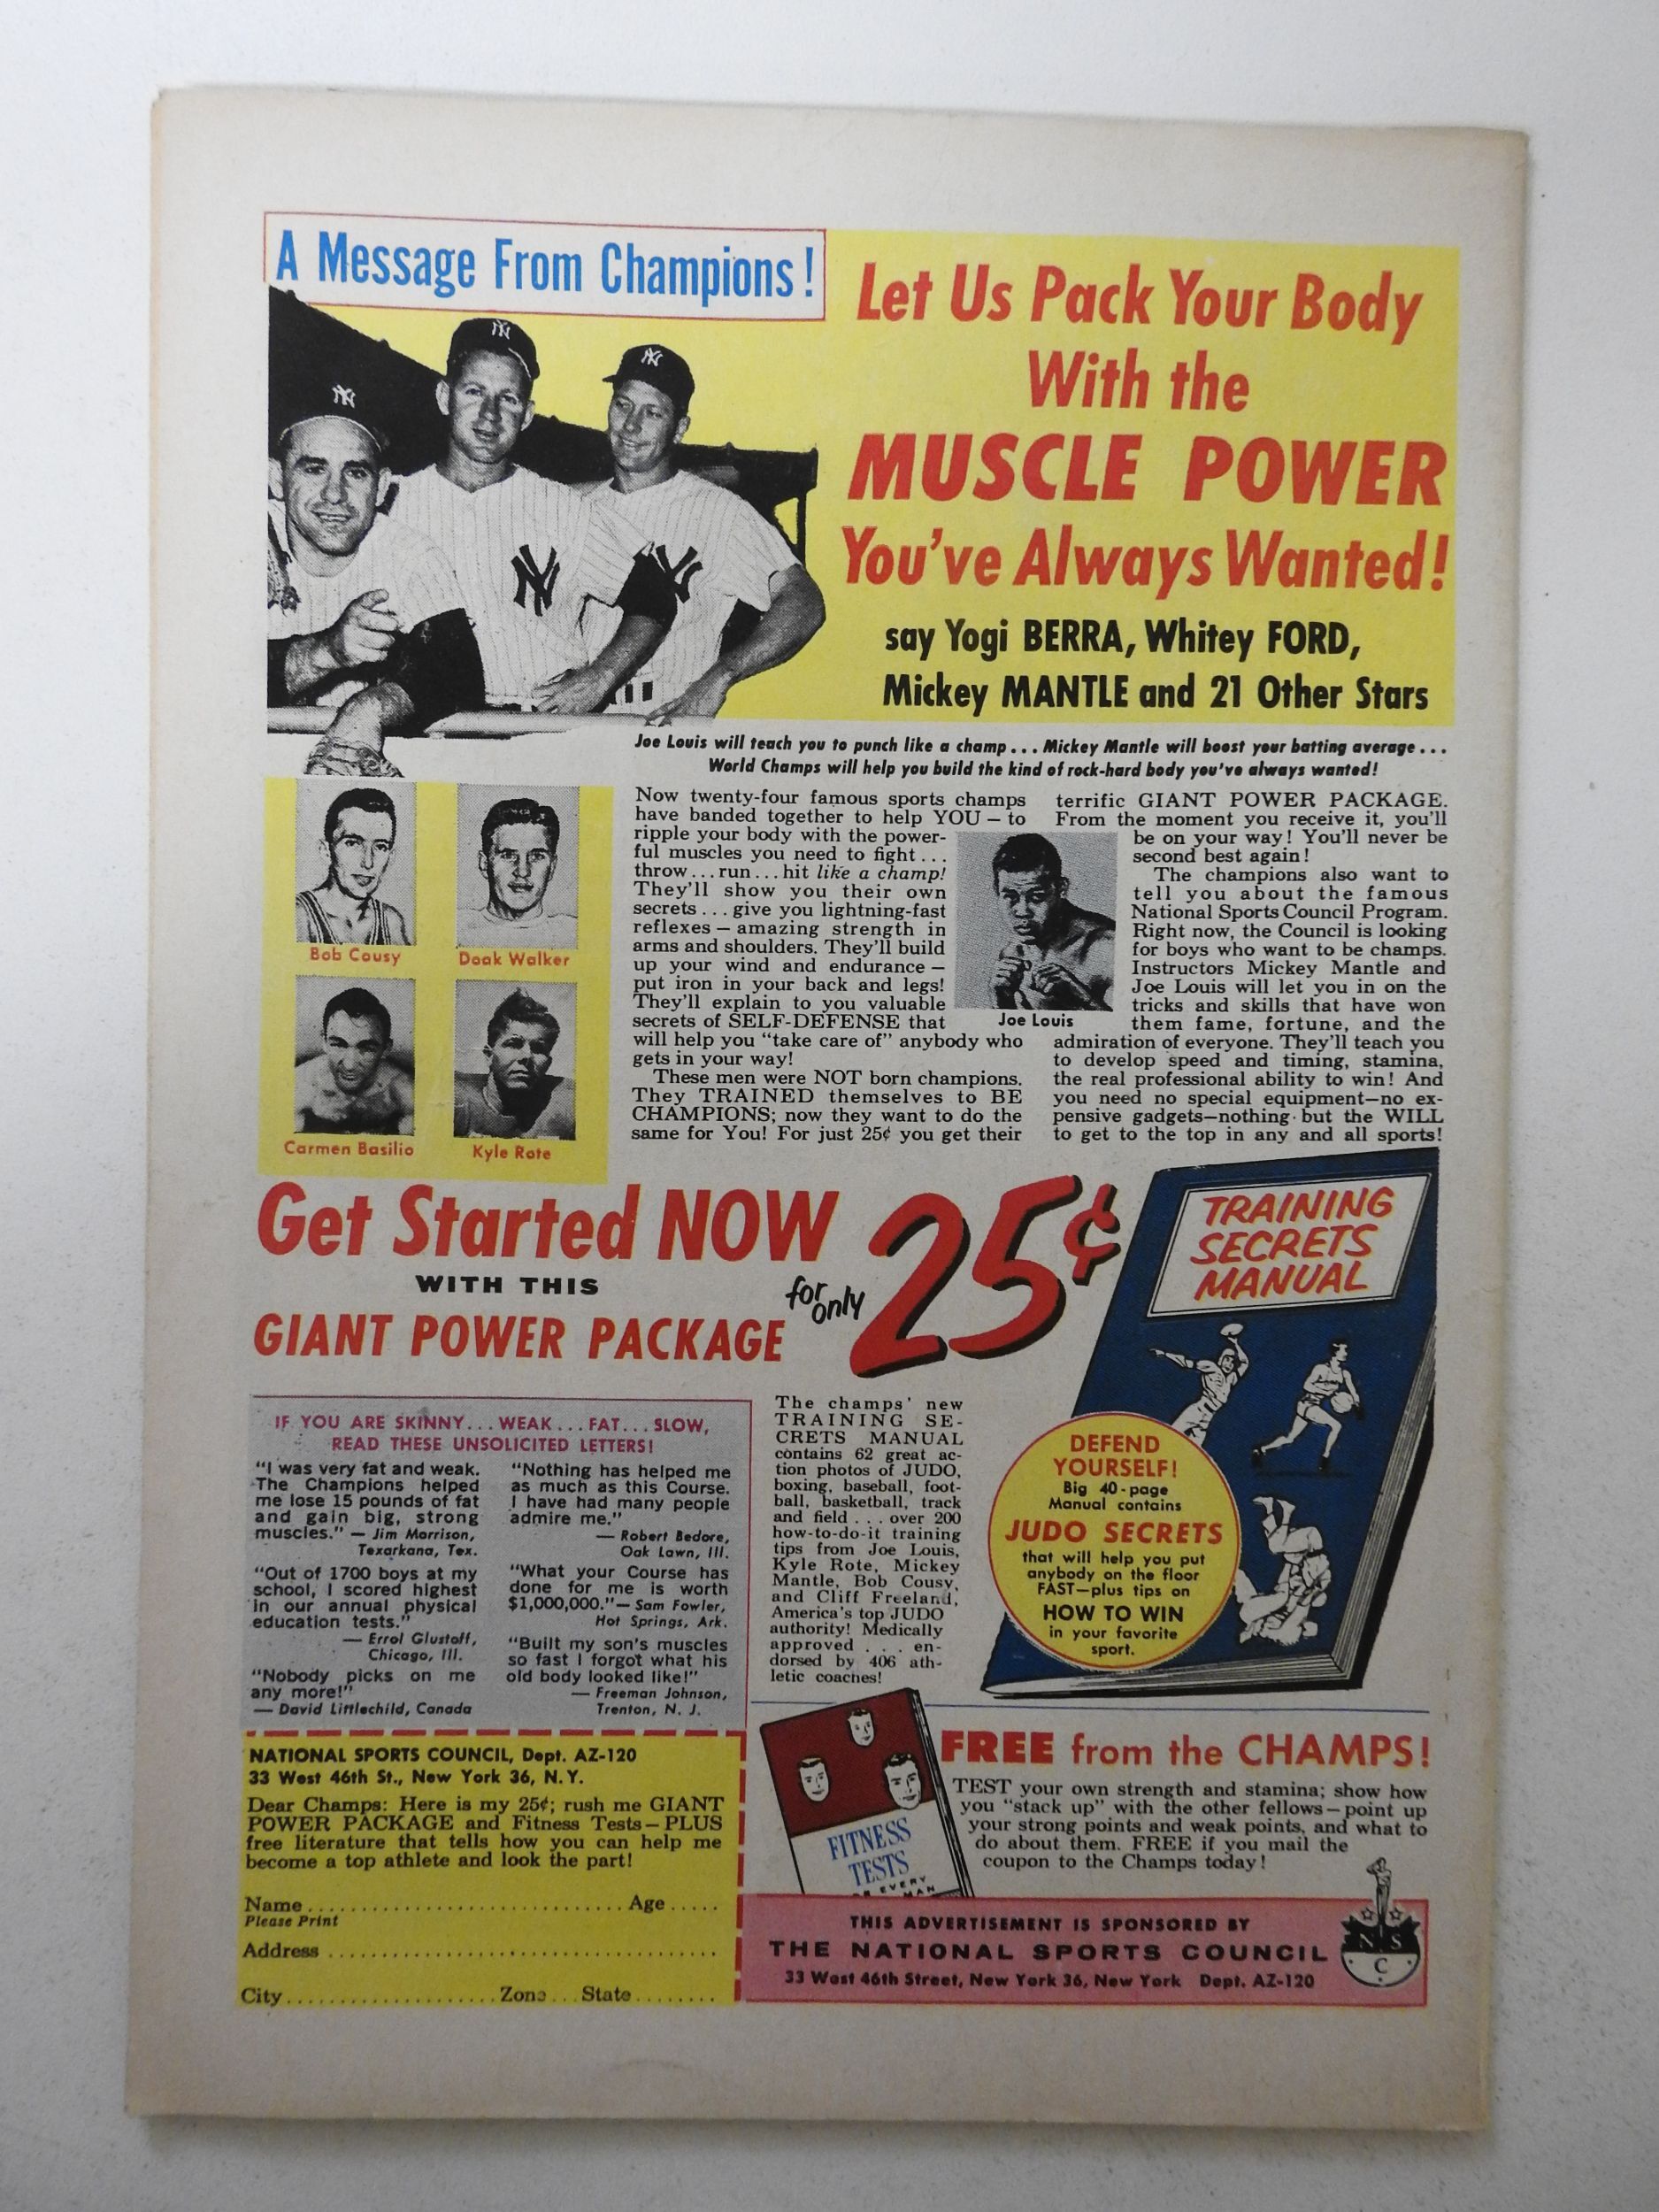 A Message From Champions!
Let Us Pack Your Body
With the
MUSCLE POWER
You've Always Wanted!
say Yogi BERRA, Whitey FORD,
Mickey MANTLE and 21 Other Stars
Joe Louis will teach you to punch like a champ... Mickey Mantle will boost your batting average...
World Champs will help you build the kind of rock-hard body you've always wanted!
Bob Cousy
Doak Walker
Carmen Basilio
Kyle Rote
Now twenty-four famous sports champs
have banded together to help YOU – to
ripple your body with the power-
ful muscles you need to fight...
throw...run...hit like a champ!
They'll show you their own
secrets... give you lightning-fast
reflexes – amazing strength in
arms and shoulders. They'll build
up your wind and endurance –
put iron in your back and legs!
They'll explain to you valuable
secrets of SELF-DEFENSE that
will help you "take care of" anybody who
gets in your way!
These men were NOT born champions.
They TRAINED themselves to BE
CHAMPIONS; now they want to do the
same for You! For just 25¢ you get their
terrific GIANT POWER PACKAGE.
From the moment you receive it, you'll
be on your way! You'll never be
second best again!
The champions also want to
tell you about the famous
National Sports Council Program.
Right now, the Council is looking
for boys who want to be champs.
Instructors Mickey Mantle and
Joe Louis will let you in on the
tricks and skills that have won
them fame, fortune, and the
admiration of everyone. They'll teach you
to develop speed and timing, stamina,
the real professional ability to win! And
you need no special equipment—no ex-
pensive gadgets—nothing but the WILL
to get to the top in any and all sports!
Joe Louis
Get Started NOW
WITH THIS
GIANT POWER PACKAGE
for only
25¢
TRAINING
SECRETS
MANUAL
DEFEND
YOURSELF!
Big 40-page
Manual contains
JUDO SECRETS
that will help you put
anybody on the floor
FAST—plus tips on
HOW TO WIN
in your favorite
sport.
IF YOU ARE SKINNY... WEAK... FAT... SLOW,
READ THESE UNSOLICITED LETTERS!
"I was very fat and weak.
The Champions helped
me lose 15 pounds of fat
and gain big, strong
muscles." — Jim Morrison,
Texarkana, Tex.
"Out of 1700 boys at my
school, I scored highest
in our annual physical
education tests."
— Errol Glustoff,
Chicago, Ill.
"Nobody picks on me
any more!"
— David Littlechild, Canada
"Nothing has helped me
as much as this Course.
I have had many people
admire me."
— Robert Bedore,
Oak Lawn, Ill.
"What your Course has
done for me is worth
$1,000,000."— Sam Fowler,
Hot Springs, Ark.
"Built my son's muscles
so fast I forgot what his
old body looked like!"
— Freeman Johnson,
Trenton, N. J.
The champs' new
TRAINING SE-
CRETS MANUAL
contains 62 great ac-
tion photos of JUDO,
boxing, baseball, foot-
ball, basketball, track
and field . . . over 200
how-to-do-it training
tips from Joe Louis,
Kyle Rote, Mickey
Mantle, Bob Cousy,
and Cliff Freeland,
America's top JUDO
authority! Medically
approved . . . en-
dorsed by 406 ath-
letic coaches!
NATIONAL SPORTS COUNCIL, Dept. AZ-120
33 West 46th St., New York 36, N.Y.
Dear Champs: Here is my 25¢; rush me GIANT
POWER PACKAGE and Fitness Tests—PLUS
free literature that tells how you can help me
become a top athlete and look the part!
Name.............................. Age.....
Please Print
Address ....................................
City.................... Zone... State........
FITNESS
TESTS
EVERY
MAN
FREE from the CHAMPS!
TEST your own strength and stamina; show how
you "stack up" with the other fellows – point up
your strong points and weak points, and what to
do about them. FREE if you mail the
coupon to the Champs today!
THIS ADVERTISEMENT IS SPONSORED BY
THE NATIONAL SPORTS COUNCIL
33 West 46th Street, New York 36, New York Dept. AZ-120
N S
C